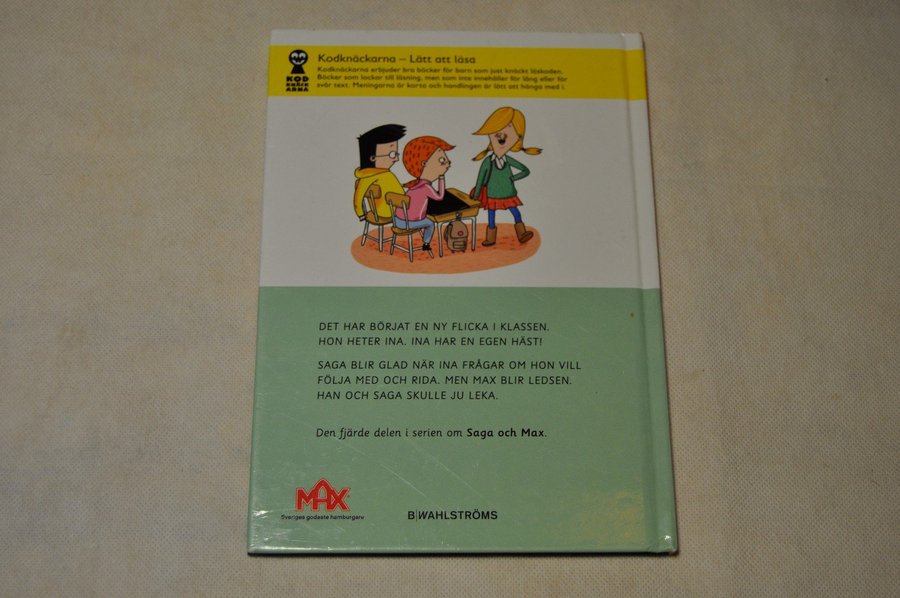 KOD
KNÄCK
ARNA
Kodknäckarna – Lätt att läsa
Kodknäckarna erbjuder bra böcker för barn som just knäckt läskoden.
Böcker som lockar till läsning, men som inte innehåller för lång eller för
svår text. Meningarna är korta och handlingen är lätt att hänga med i.
DET HAR BÖRJAT EN NY FLICKA I KLASSEN.
HON HETER INA. INA HAR EN EGEN HÄST!
SAGA BLIR GLAD NÄR INA FRÅGAR OM HON VILL
FÖLJA MED OCH RIDA. MEN MAX BLIR LEDSEN.
HAN OCH SAGA SKULLE JU LEKA.
Den fjärde delen i serien om Saga och Max.
MAX
Sveriges godaste hamburgare
B|WAHLSTRÖMS